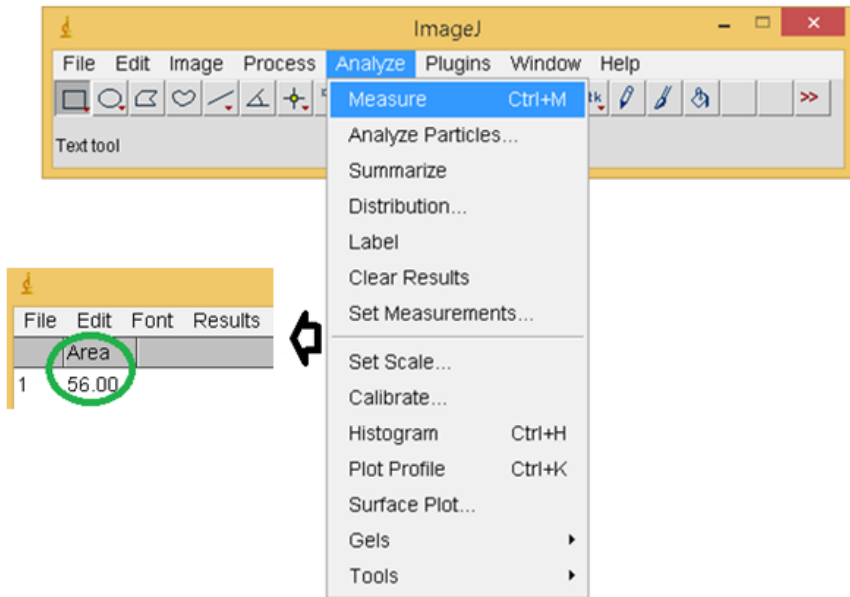 ImageJ
File Edit Image Process Analyze Plugins Window Help
Text tool
Measure Ctrl+M
Analyze Particles...
Summarize
Distribution...
Label
Clear Results
Set Measurements...
Set Scale...
Calibrate...
Histogram Ctrl+H
Plot Profile Ctrl+K
Surface Plot...
Gels
Tools
File Edit Font Results
Area
1 56.00